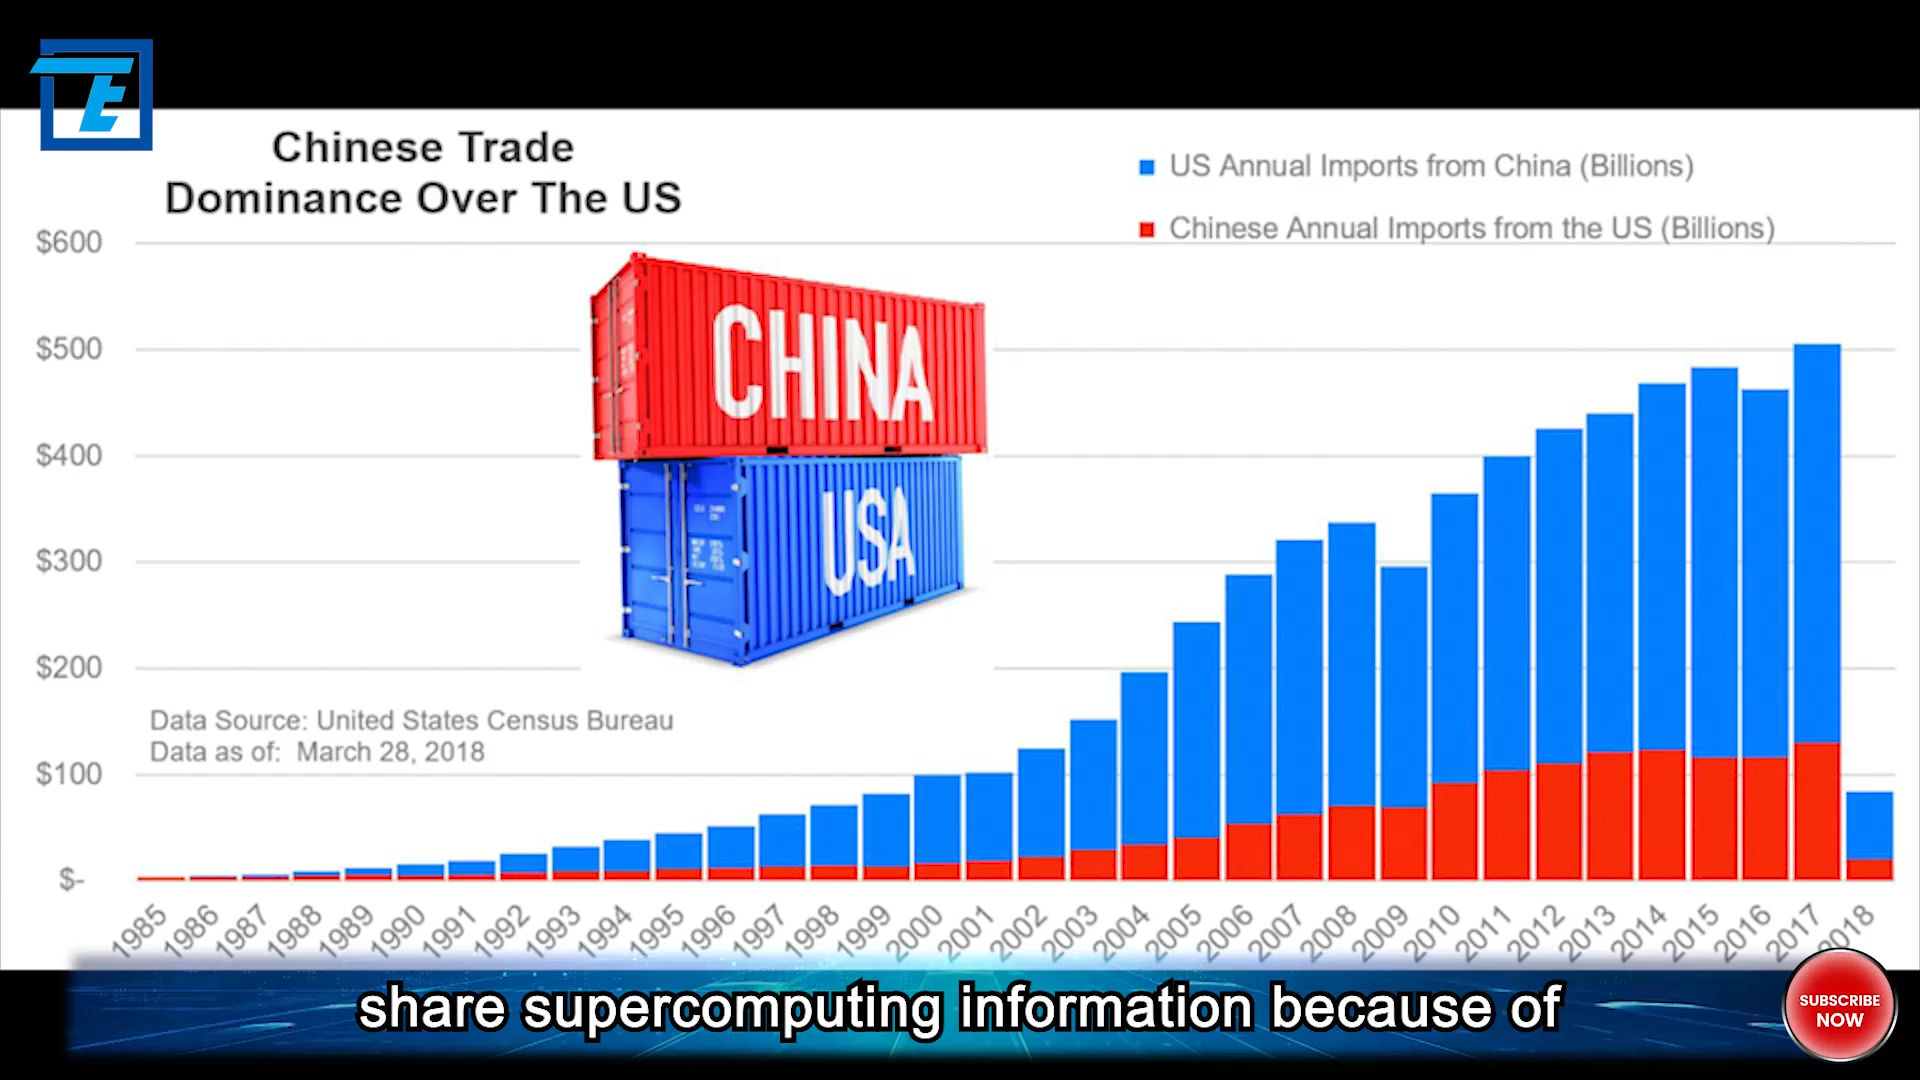 TE
Chinese Trade
Dominance Over The US
US Annual Imports from China (Billions)
Chinese Annual Imports from the US (Billions)
$600
$500
$400
$300
$200
$100
$-
CHINA
USA
Data Source: United States Census Bureau
Data as of: March 28, 2018
1985 1986 1987 1988 1989 1990 1991 1992 1993 1994 1995 1996 1997 1998 1999 2000 2001 2002 2003 2004 2005 2006 2007 2008 2009 2010 2011 2012 2013 2014 2015 2016 2017 2018
share supercomputing information because of
SUBSCRIBE
NOW